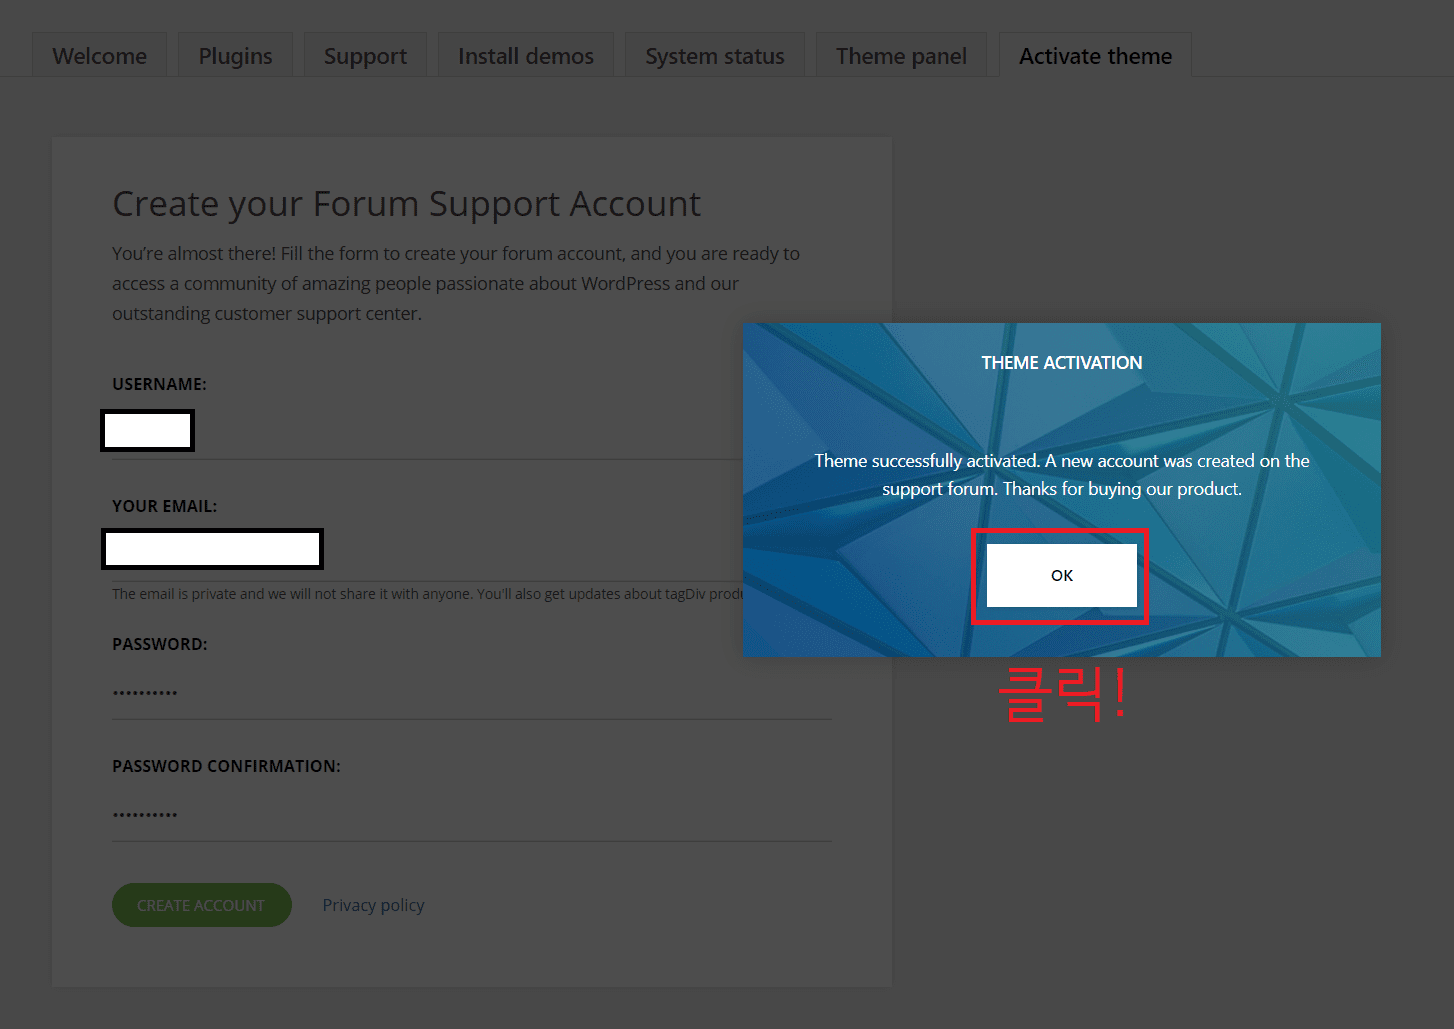 Welcome
Plugins
Support
Install demos
System status
Theme panel
Activate theme
Create your Forum Support Account
You're almost there! Fill the form to create your forum account, and you are ready to
access a community of amazing people passionate about WordPress and our
outstanding customer support center.
USERNAME:
YOUR EMAIL:
The email is private and we will not share it with anyone. You'll also get updates about tagDiv
PASSWORD:
••••••••••
PASSWORD CONFIRMATION:
••••••••••
CREATE ACCOUNT
Privacy policy
THEME ACTIVATION
Theme successfully activated. A new account was created on the
support forum. Thanks for buying our product.
OK
클릭!